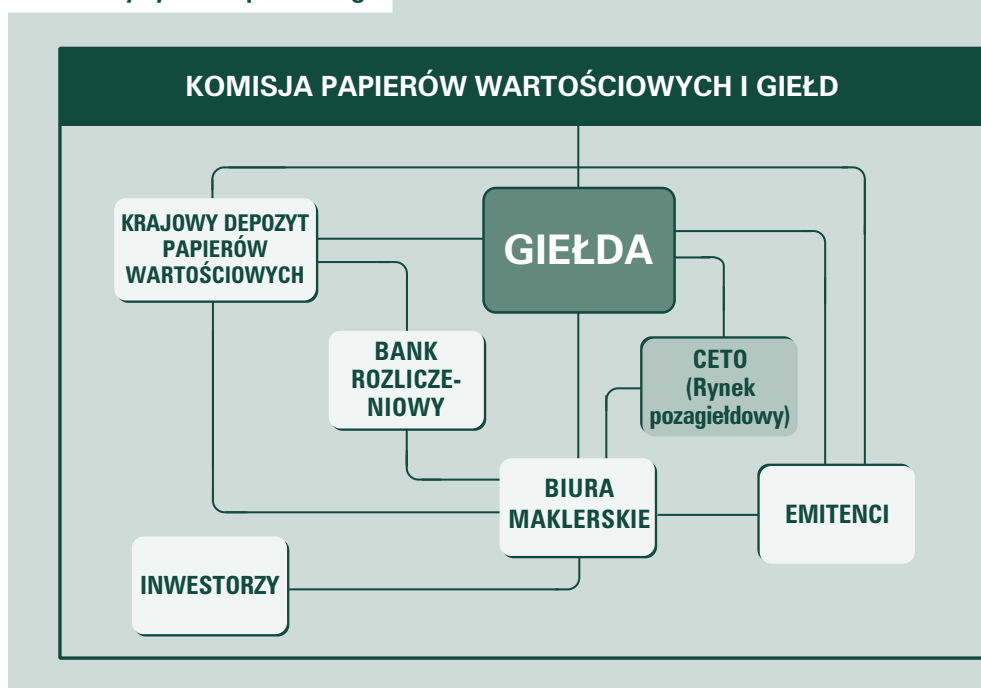 KOMISJA PAPIERÓW WARTOŚCIOWYCH I GIEŁD
KRAJOWY DEPOZYT
PAPIERÓW
WARTOŚCIOWYCH
GIEŁDA
BANK
ROZLICZE-
NIOWY
CETO
(Rynek
pozagiełdowy)
BIURA
MAKLERSKIE
EMITENCI
INWESTORZY